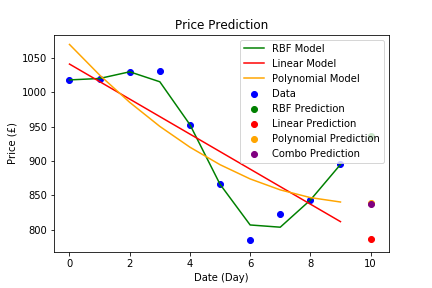 Price Prediction
RBF Model
Linear Model
Polynomial Model
Data
RBF Prediction
Linear Prediction
Polynomial Prediction
Combo Prediction
1050
1000
950
900
850
800
Price (£)
0 2 4 6 8 10
Date (Day)